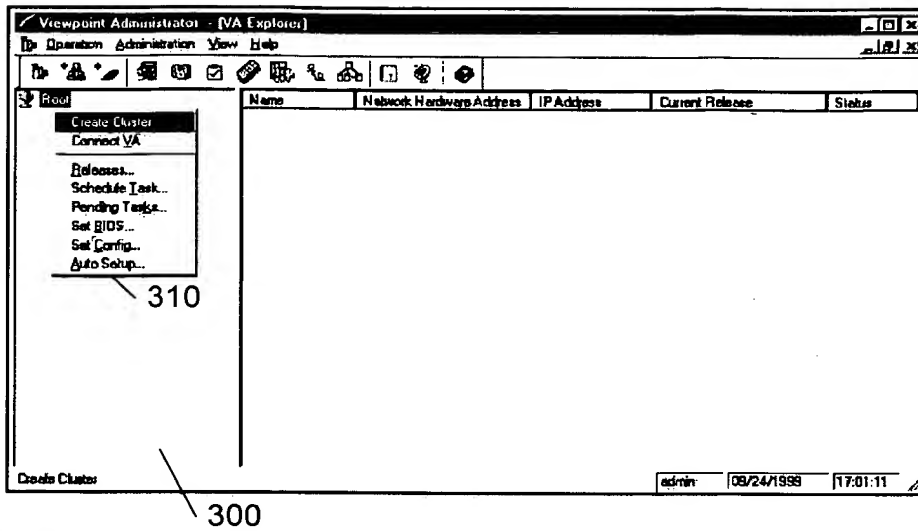 Viewpoint Administrator - [VA Explorer]
Operation Administration View Help
Root
Name Network Hardware Address IP Address Current Release Status
Create Cluster
Connect VA
Releases...
Schedule Task...
Pending Tasks...
Set BIOS...
Set Config...
Auto Setup...
310
Create Cluster admin 09/24/1999 17:01:11
300